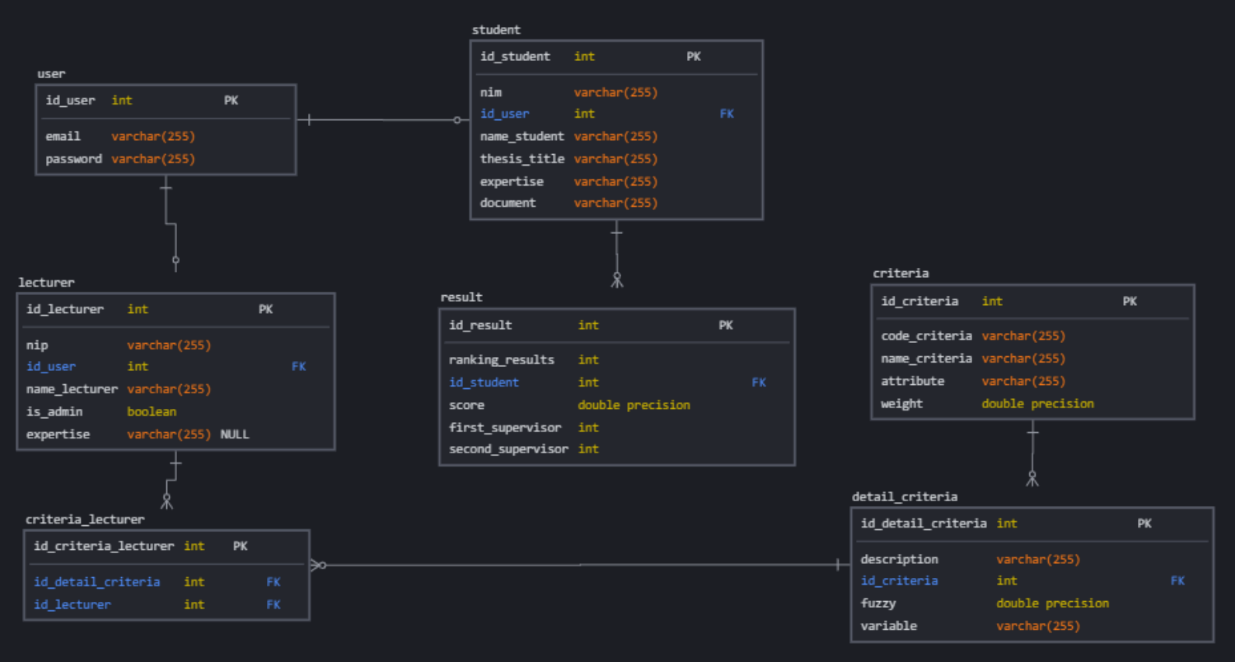 user
id_user int PK
email varchar(255)
password varchar(255)
student
id_student int PK
nim varchar(255)
id_user int FK
name_student varchar(255)
thesis_title varchar(255)
expertise varchar(255)
document varchar(255)
lecturer
id_lecturer int PK
nip varchar(255)
id_user int FK
name_lecturer varchar(255)
is_admin boolean
expertise varchar(255) NULL
result
id_result int PK
ranking_results int
id_student int FK
score double precision
first_supervisor int
second_supervisor int
criteria
id_criteria int PK
code_criteria varchar(255)
name_criteria varchar(255)
attribute varchar(255)
weight double precision
criteria_lecturer
id_criteria_lecturer int PK
id_detail_criteria int FK
id_lecturer int FK
detail_criteria
id_detail_criteria int PK
description varchar(255)
id_criteria int FK
fuzzy double precision
variable varchar(255)